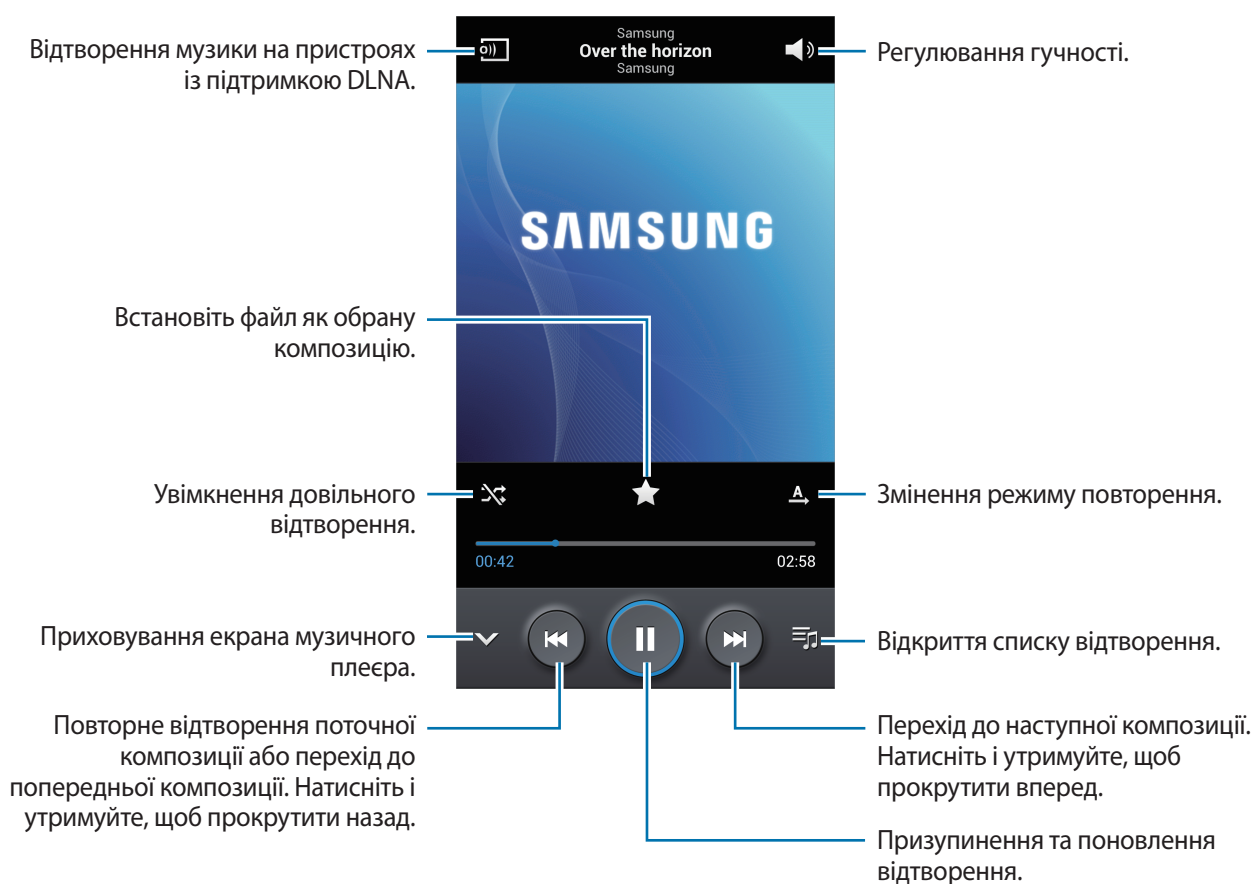 Відтворення музики на пристроях
із підтримкою DLNA.
Samsung
Over the horizon
Samsung
Регулювання гучності.
SAMSUNG
Встановіть файл як обрану
композицію.
Увімкнення довільного
відтворення.
A
Змінення режиму повторення.
00:42
02:58
Приховування екрана музичного
плеєра.
Відкриття списку відтворення.
Повторне відтворення поточної
композиції або перехід до
попередньої композиції. Натисніть і
утримуйте, щоб прокрутити назад.
Перехід до наступної композиції.
Натисніть і утримуйте, щоб
прокрутити вперед.
Призупинення та поновлення
відтворення.